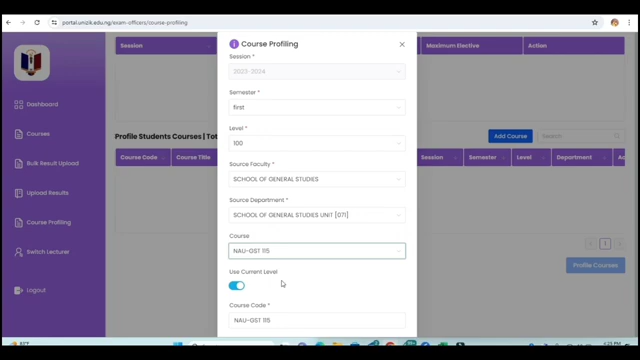 portal.unizik.edu.ng/exam-officers/course-profiling
Session
Maximum Elective
Action
Dashboard
Courses
Bulk Result Upload
Upload Results
Course Profiling
Switch Lecturer
Logout
Profile Students Courses | Tot
Add Course
Search
Course Code
Course Title
Session
Semester
Level
Department
Ac
1
Profile Courses
Course Profiling
Session *
2023-2024
Semester *
first
Level *
100
Source Faculty *
SCHOOL OF GENERAL STUDIES
Source Department *
SCHOOL OF GENERAL STUDIES UNIT [071]
Course
NAU-GST 115
Use Current Level
Course Code *
NAU-GST 115